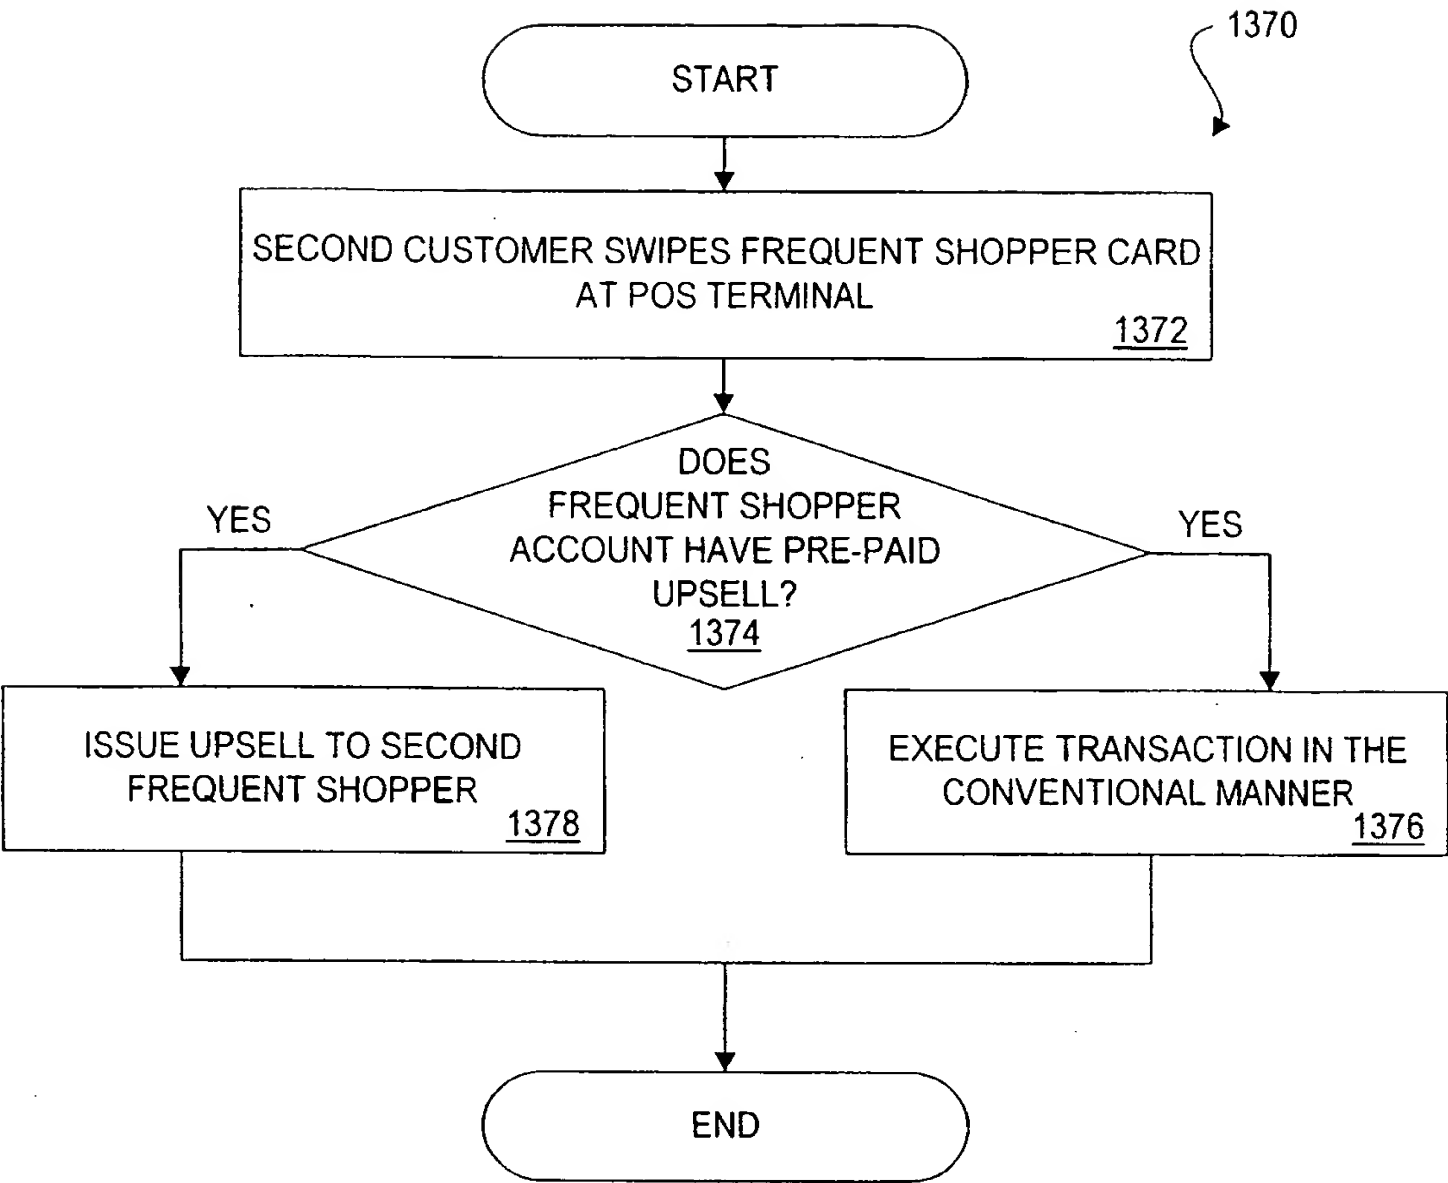 1370
START
SECOND CUSTOMER SWIPES FREQUENT SHOPPER CARD
AT POS TERMINAL
1372
DOES
FREQUENT SHOPPER
ACCOUNT HAVE PRE-PAID
UPSELL?
1374
YES
YES
ISSUE UPSELL TO SECOND
FREQUENT SHOPPER
1378
EXECUTE TRANSACTION IN THE
CONVENTIONAL MANNER
1376
END